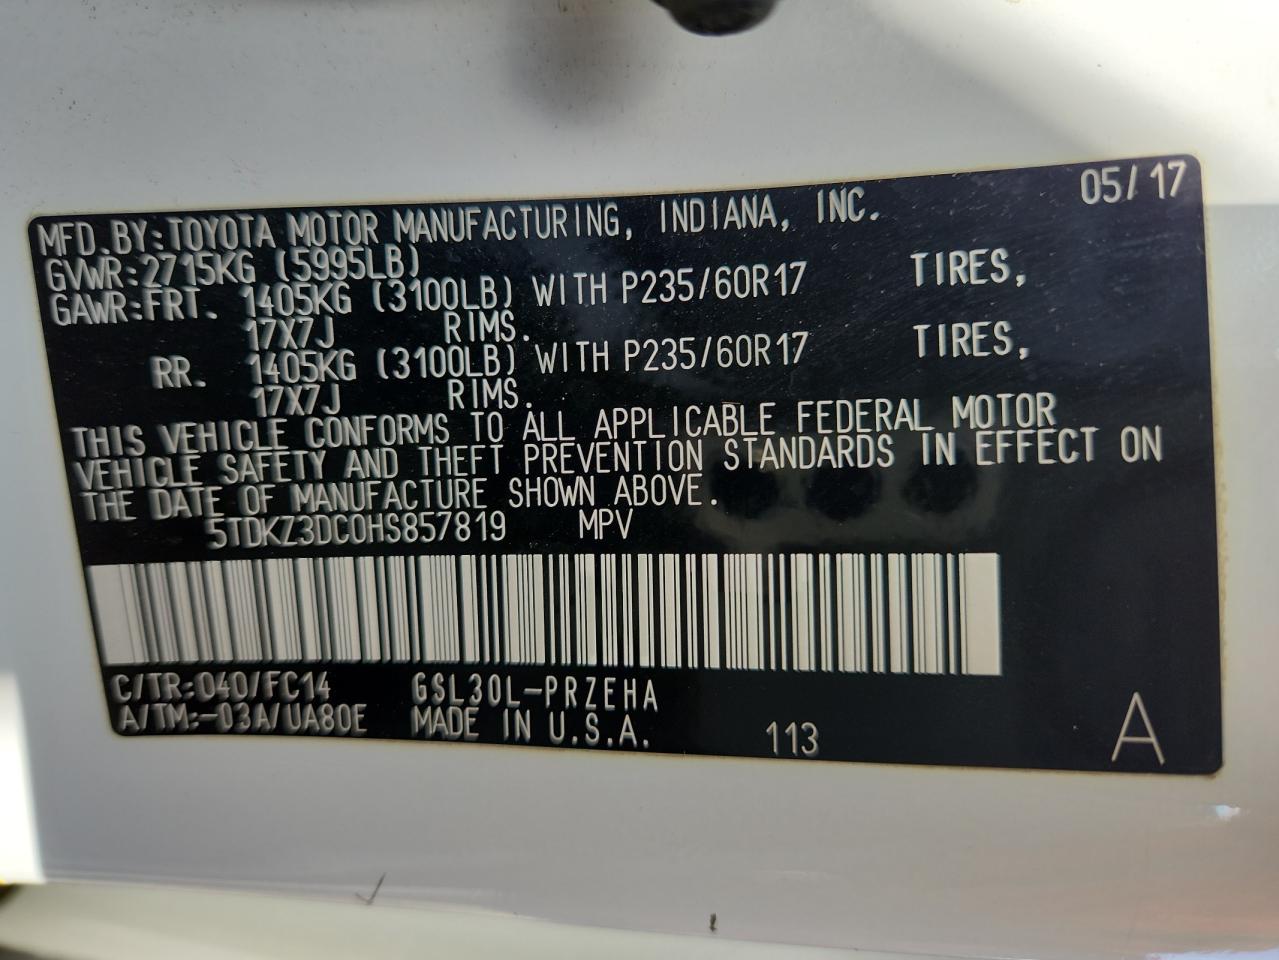 05/17
MFD.BY:TOYOTA MOTOR MANUFACTURING, INDIANA, INC.
GVWR:2715KG (5995LB)
GAWR:FRT. 1405KG (3100LB) WITH P235/60R17 TIRES,
17X7J RIMS.
RR. 1405KG (3100LB) WITH P235/60R17 TIRES,
17X7J RIMS.
THIS VEHICLE CONFORMS TO ALL APPLICABLE FEDERAL MOTOR
VEHICLE SAFETY AND THEFT PREVENTION STANDARDS IN EFFECT ON
THE DATE OF MANUFACTURE SHOWN ABOVE.
5TDKZ3DC0HS857819 MPV
C/TR:040/FC14 GSL30L-PRZEHA
A/TM:-03A/UA80E MADE IN U.S.A. 113 A